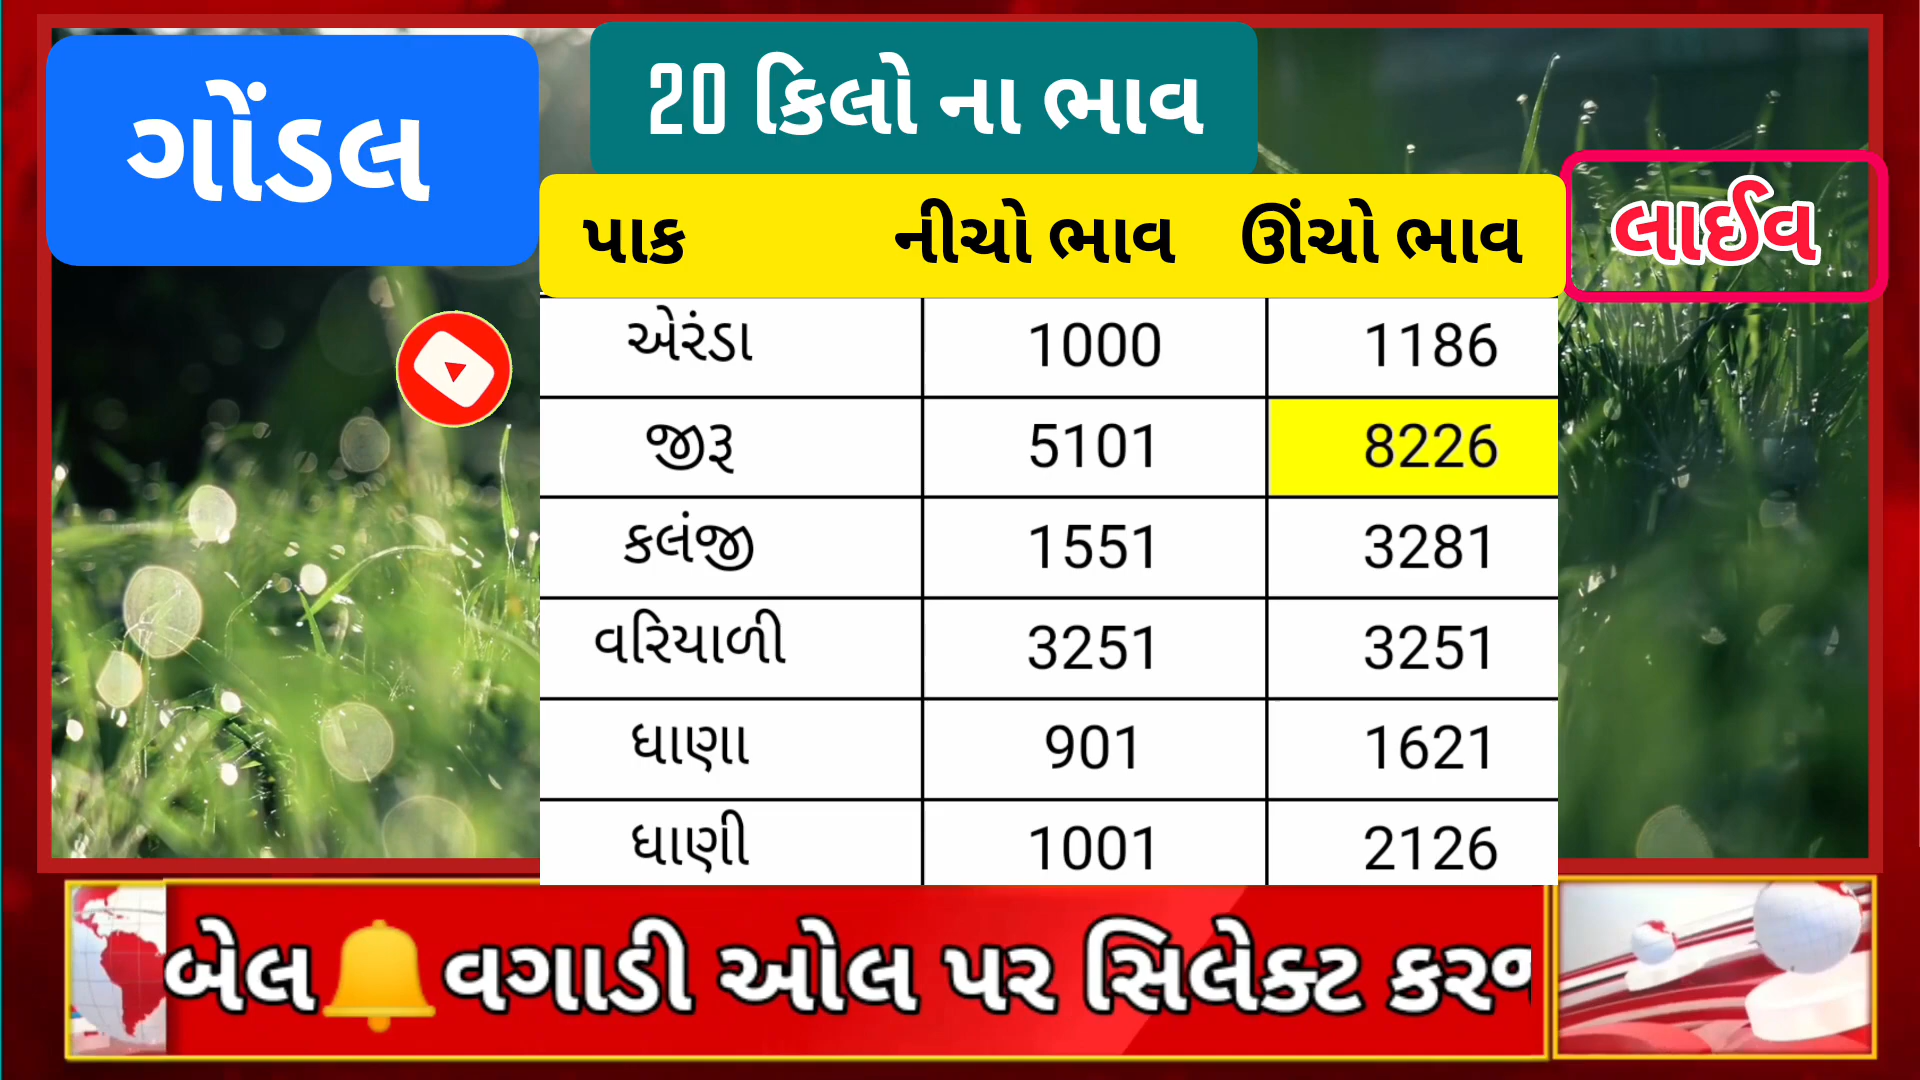 ગોંડલ
20 કિલો ના ભાવ
લાઈવ
પાક નીચો ભાવ ઊંચો ભાવ
એરંડા 1000 1186
જીરૂ 5101 8226
કલંજી 1551 3281
વરિયાળી 3251 3251
ધાણા 901 1621
ધાણી 1001 2126
બેલ🔔વગાડી ઓલ પર સિલેક્ટ